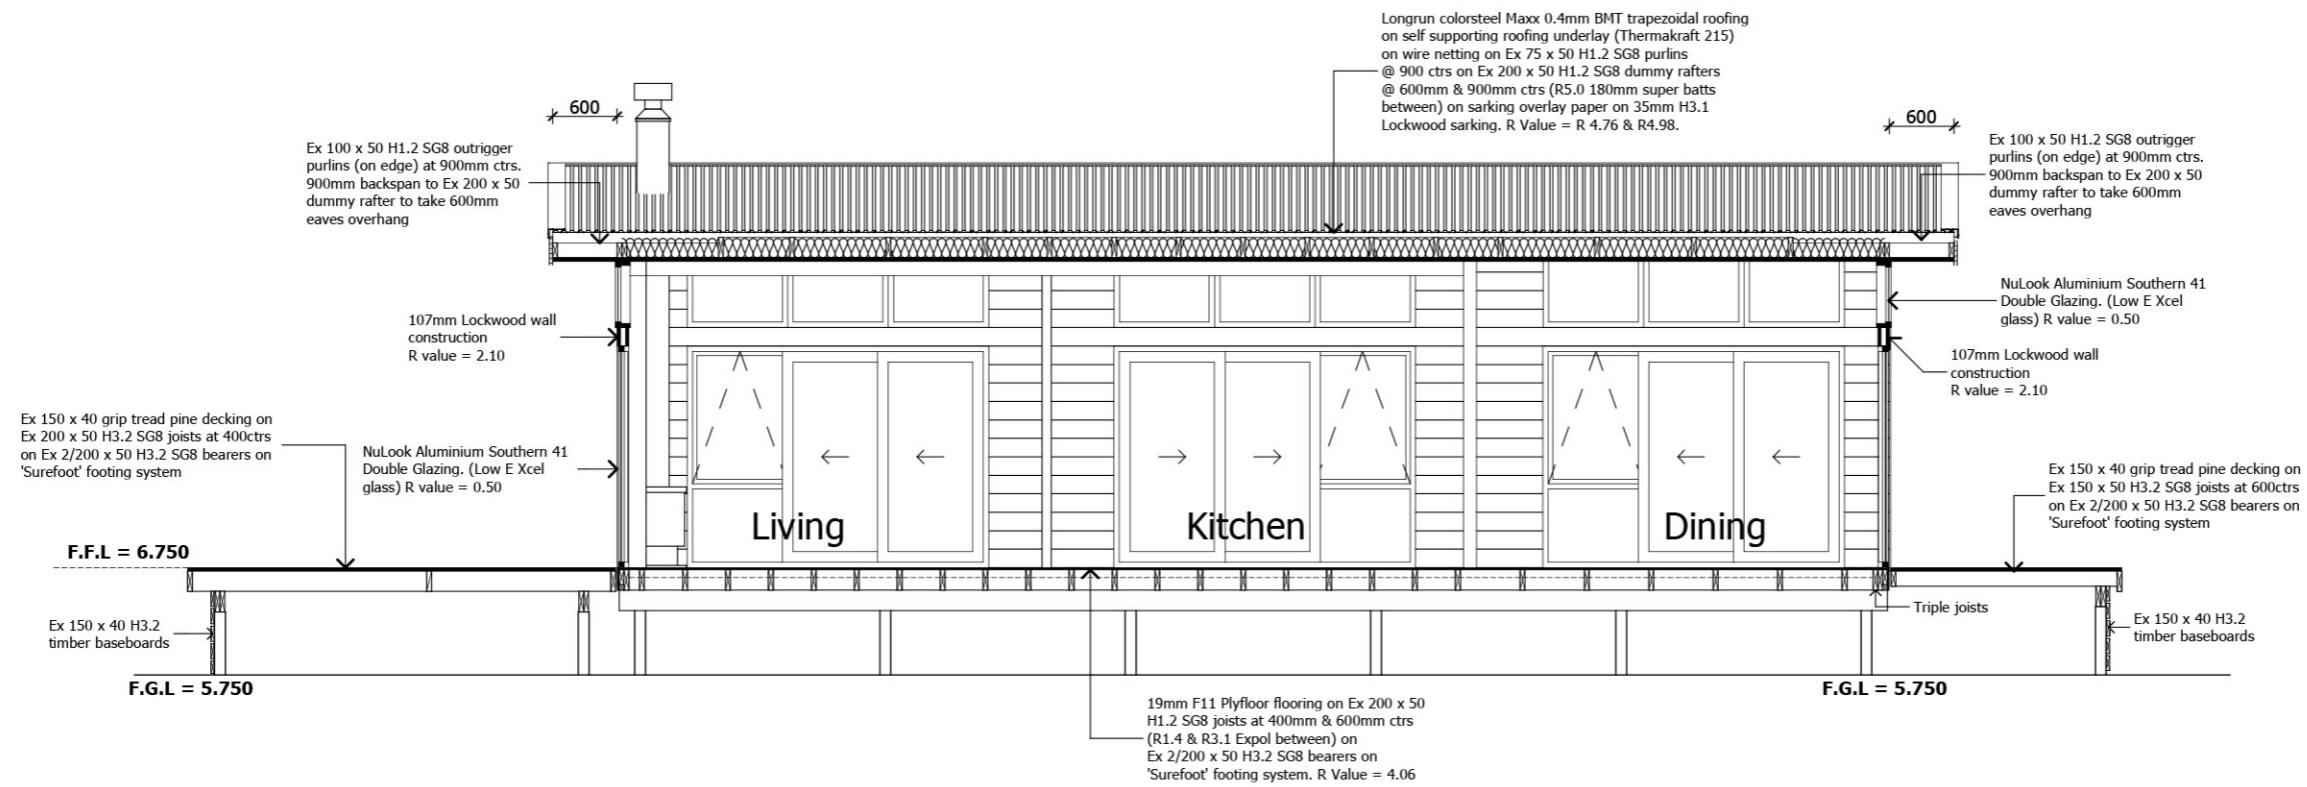 Longrun colorsteel Maxx 0.4mm BMT trapezoidal roofing
on self supporting roofing underlay (Thermakraft 215)
on wire netting on Ex 75 x 50 H1.2 SG8 purlins
@ 900 ctrs on Ex 200 x 50 H1.2 SG8 dummy rafters
@ 600mm & 900mm ctrs (R5.0 180mm super batts
between) on sarking overlay paper on 35mm H3.1
Lockwood sarking. R Value = R 4.76 & R4.98.
600
600
Ex 100 x 50 H1.2 SG8 outrigger
purlins (on edge) at 900mm ctrs.
900mm backspan to Ex 200 x 50
dummy rafter to take 600mm
eaves overhang
Ex 100 x 50 H1.2 SG8 outrigger
purlins (on edge) at 900mm ctrs.
900mm backspan to Ex 200 x 50
dummy rafter to take 600mm
eaves overhang
107mm Lockwood wall
construction
R value = 2.10
NuLook Aluminium Southern 41
Double Glazing. (Low E Xcel
glass) R value = 0.50
107mm Lockwood wall
construction
R value = 2.10
Ex 150 x 40 grip tread pine decking on
Ex 200 x 50 H3.2 SG8 joists at 400ctrs
on Ex 2/200 x 50 H3.2 SG8 bearers on
'Surefoot' footing system
NuLook Aluminium Southern 41
Double Glazing. (Low E Xcel
glass) R value = 0.50
Ex 150 x 40 grip tread pine decking on
Ex 150 x 50 H3.2 SG8 joists at 600ctrs
on Ex 2/200 x 50 H3.2 SG8 bearers on
'Surefoot' footing system
Living
Kitchen
Dining
F.F.L = 6.750
Triple joists
Ex 150 x 40 H3.2
timber baseboards
Ex 150 x 40 H3.2
timber baseboards
F.G.L = 5.750
F.G.L = 5.750
19mm F11 Plyfloor flooring on Ex 200 x 50
H1.2 SG8 joists at 400mm & 600mm ctrs
(R1.4 & R3.1 Expol between) on
Ex 2/200 x 50 H3.2 SG8 bearers on
'Surefoot' footing system. R Value = 4.06